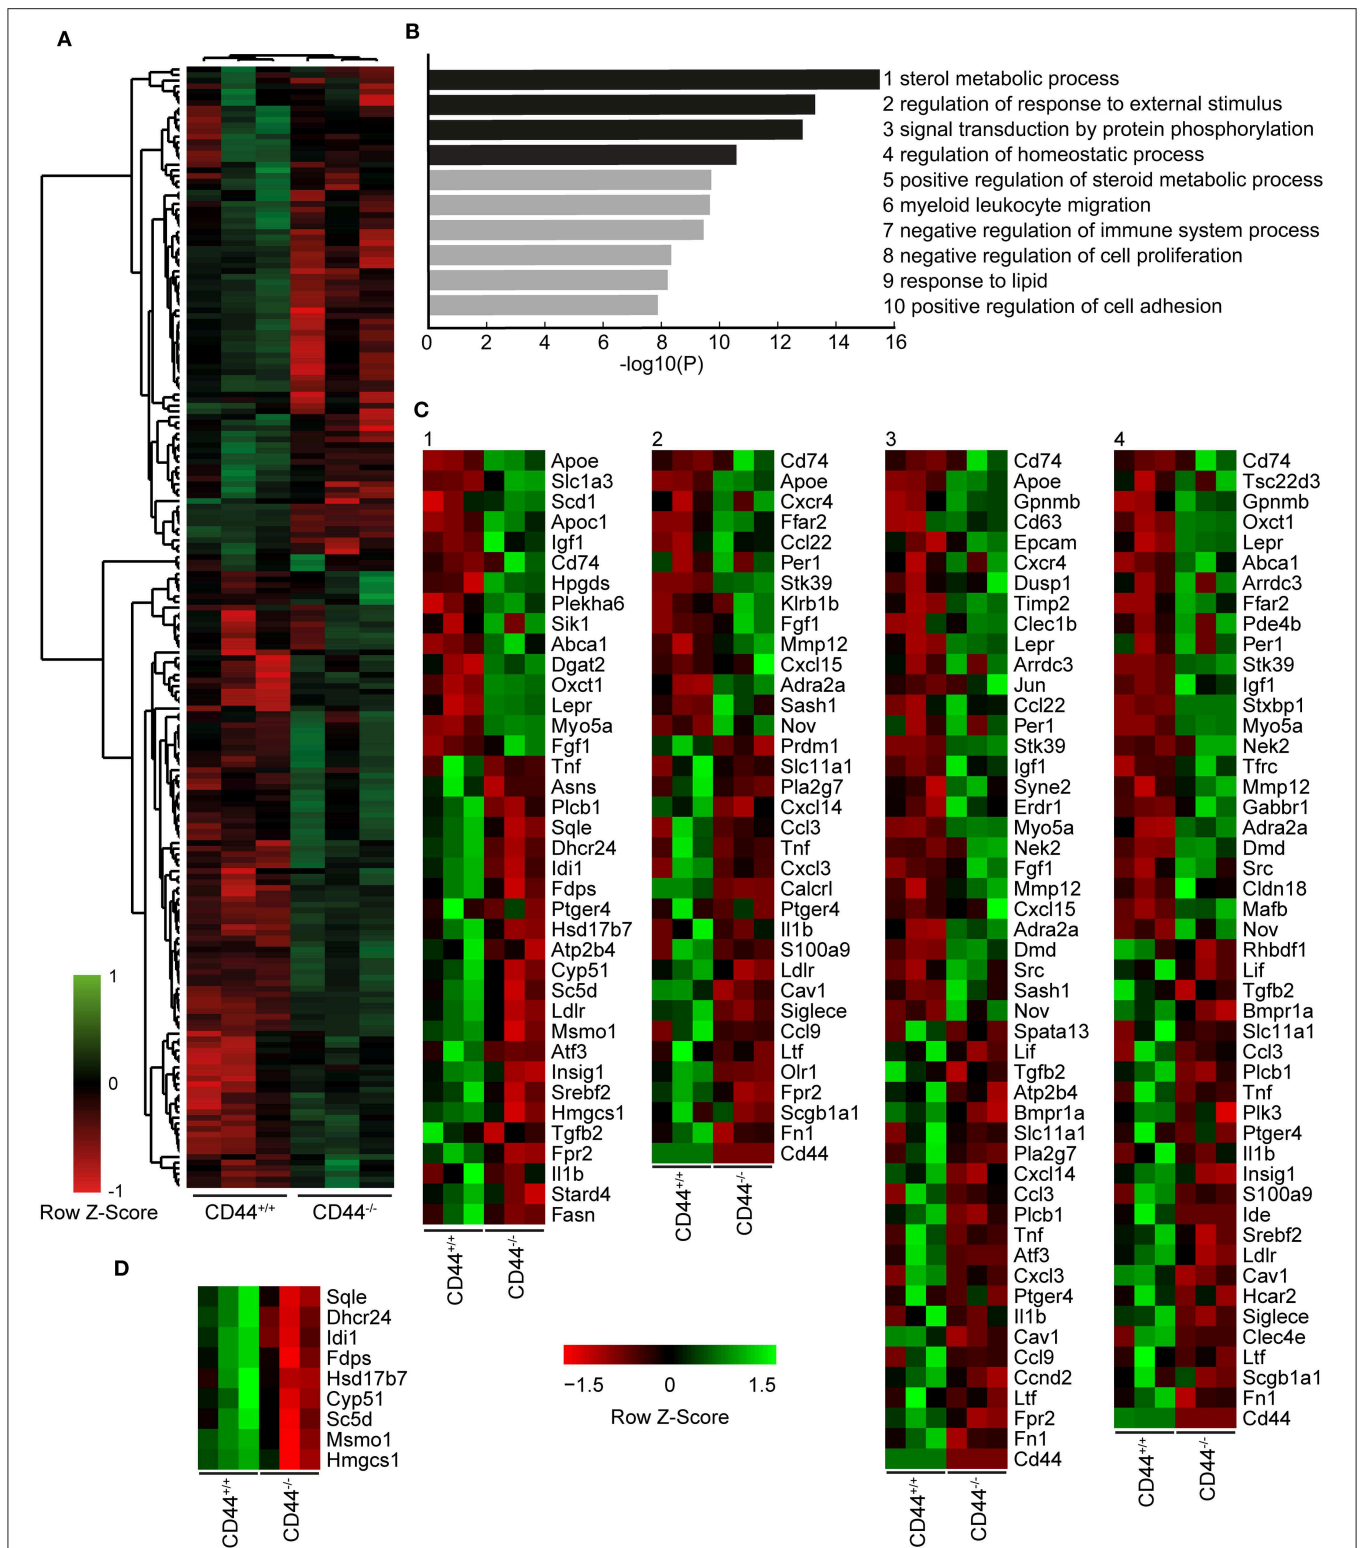 A
B
1 sterol metabolic process
2 regulation of response to external stimulus
3 signal transduction by protein phosphorylation
4 regulation of homeostatic process
5 positive regulation of steroid metabolic process
6 myeloid leukocyte migration
7 negative regulation of immune system process
8 negative regulation of cell proliferation
9 response to lipid
10 positive regulation of cell adhesion
0 2 4 6 8 10 12 14 16
-log10(P)
1
0
-1
Row Z-Score
CD44+/+ CD44-/-
C
1
Apoe
Slc1a3
Scd1
Apoc1
Igf1
Cd74
Hpgds
Plekha6
Sik1
Abca1
Dgat2
Oxct1
Lepr
Myo5a
Fgf1
Tnf
Asns
Plcb1
Sqle
Dhcr24
Idi1
Fdps
Ptger4
Hsd17b7
Atp2b4
Cyp51
Sc5d
Ldlr
Msmo1
Atf3
Insig1
Srebf2
Hmgcs1
Tgfb2
Fpr2
Il1b
Stard4
Fasn
CD44+/+
CD44-/-
2
Cd74
Apoe
Cxcr4
Ffar2
Ccl22
Per1
Stk39
Klrb1b
Fgf1
Mmp12
Cxcl15
Adra2a
Sash1
Nov
Prdm1
Slc11a1
Pla2g7
Cxcl14
Ccl3
Tnf
Cxcl3
Calcrl
Ptger4
Il1b
S100a9
Ldlr
Cav1
Siglece
Ccl9
Ltf
Olr1
Fpr2
Scgb1a1
Fn1
Cd44
CD44+/+
CD44-/-
3
Cd74
Apoe
Gpnmb
Cd63
Epcam
Cxcr4
Dusp1
Timp2
Clec1b
Lepr
Arrdc3
Jun
Ccl22
Per1
Stk39
Igf1
Syne2
Erdr1
Myo5a
Nek2
Fgf1
Mmp12
Cxcl15
Adra2a
Dmd
Src
Sash1
Nov
Spata13
Lif
Tgfb2
Atp2b4
Bmpr1a
Slc11a1
Pla2g7
Cxcl14
Ccl3
Plcb1
Tnf
Atf3
Cxcl3
Ptger4
Il1b
Cav1
Ccl9
Ccnd2
Ltf
Fpr2
Fn1
Cd44
CD44+/+
CD44-/-
4
Cd74
Tsc22d3
Gpnmb
Oxct1
Lepr
Abca1
Arrdc3
Ffar2
Pde4b
Per1
Stk39
Igf1
Stxbp1
Myo5a
Nek2
Tfrc
Mmp12
Gabbr1
Adra2a
Dmd
Src
Cldn18
Mafb
Nov
Rhbdf1
Lif
Tgfb2
Bmpr1a
Slc11a1
Ccl3
Plcb1
Tnf
Plk3
Ptger4
Il1b
Insig1
S100a9
Ide
Srebf2
Ldlr
Cav1
Hcar2
Siglece
Clec4e
Ltf
Scgb1a1
Fn1
Cd44
CD44+/+
CD44-/-
D
Sqle
Dhcr24
Idi1
Fdps
Hsd17b7
Cyp51
Sc5d
Msmo1
Hmgcs1
CD44+/+
CD44-/-
−1.5 0 1.5
Row Z-Score